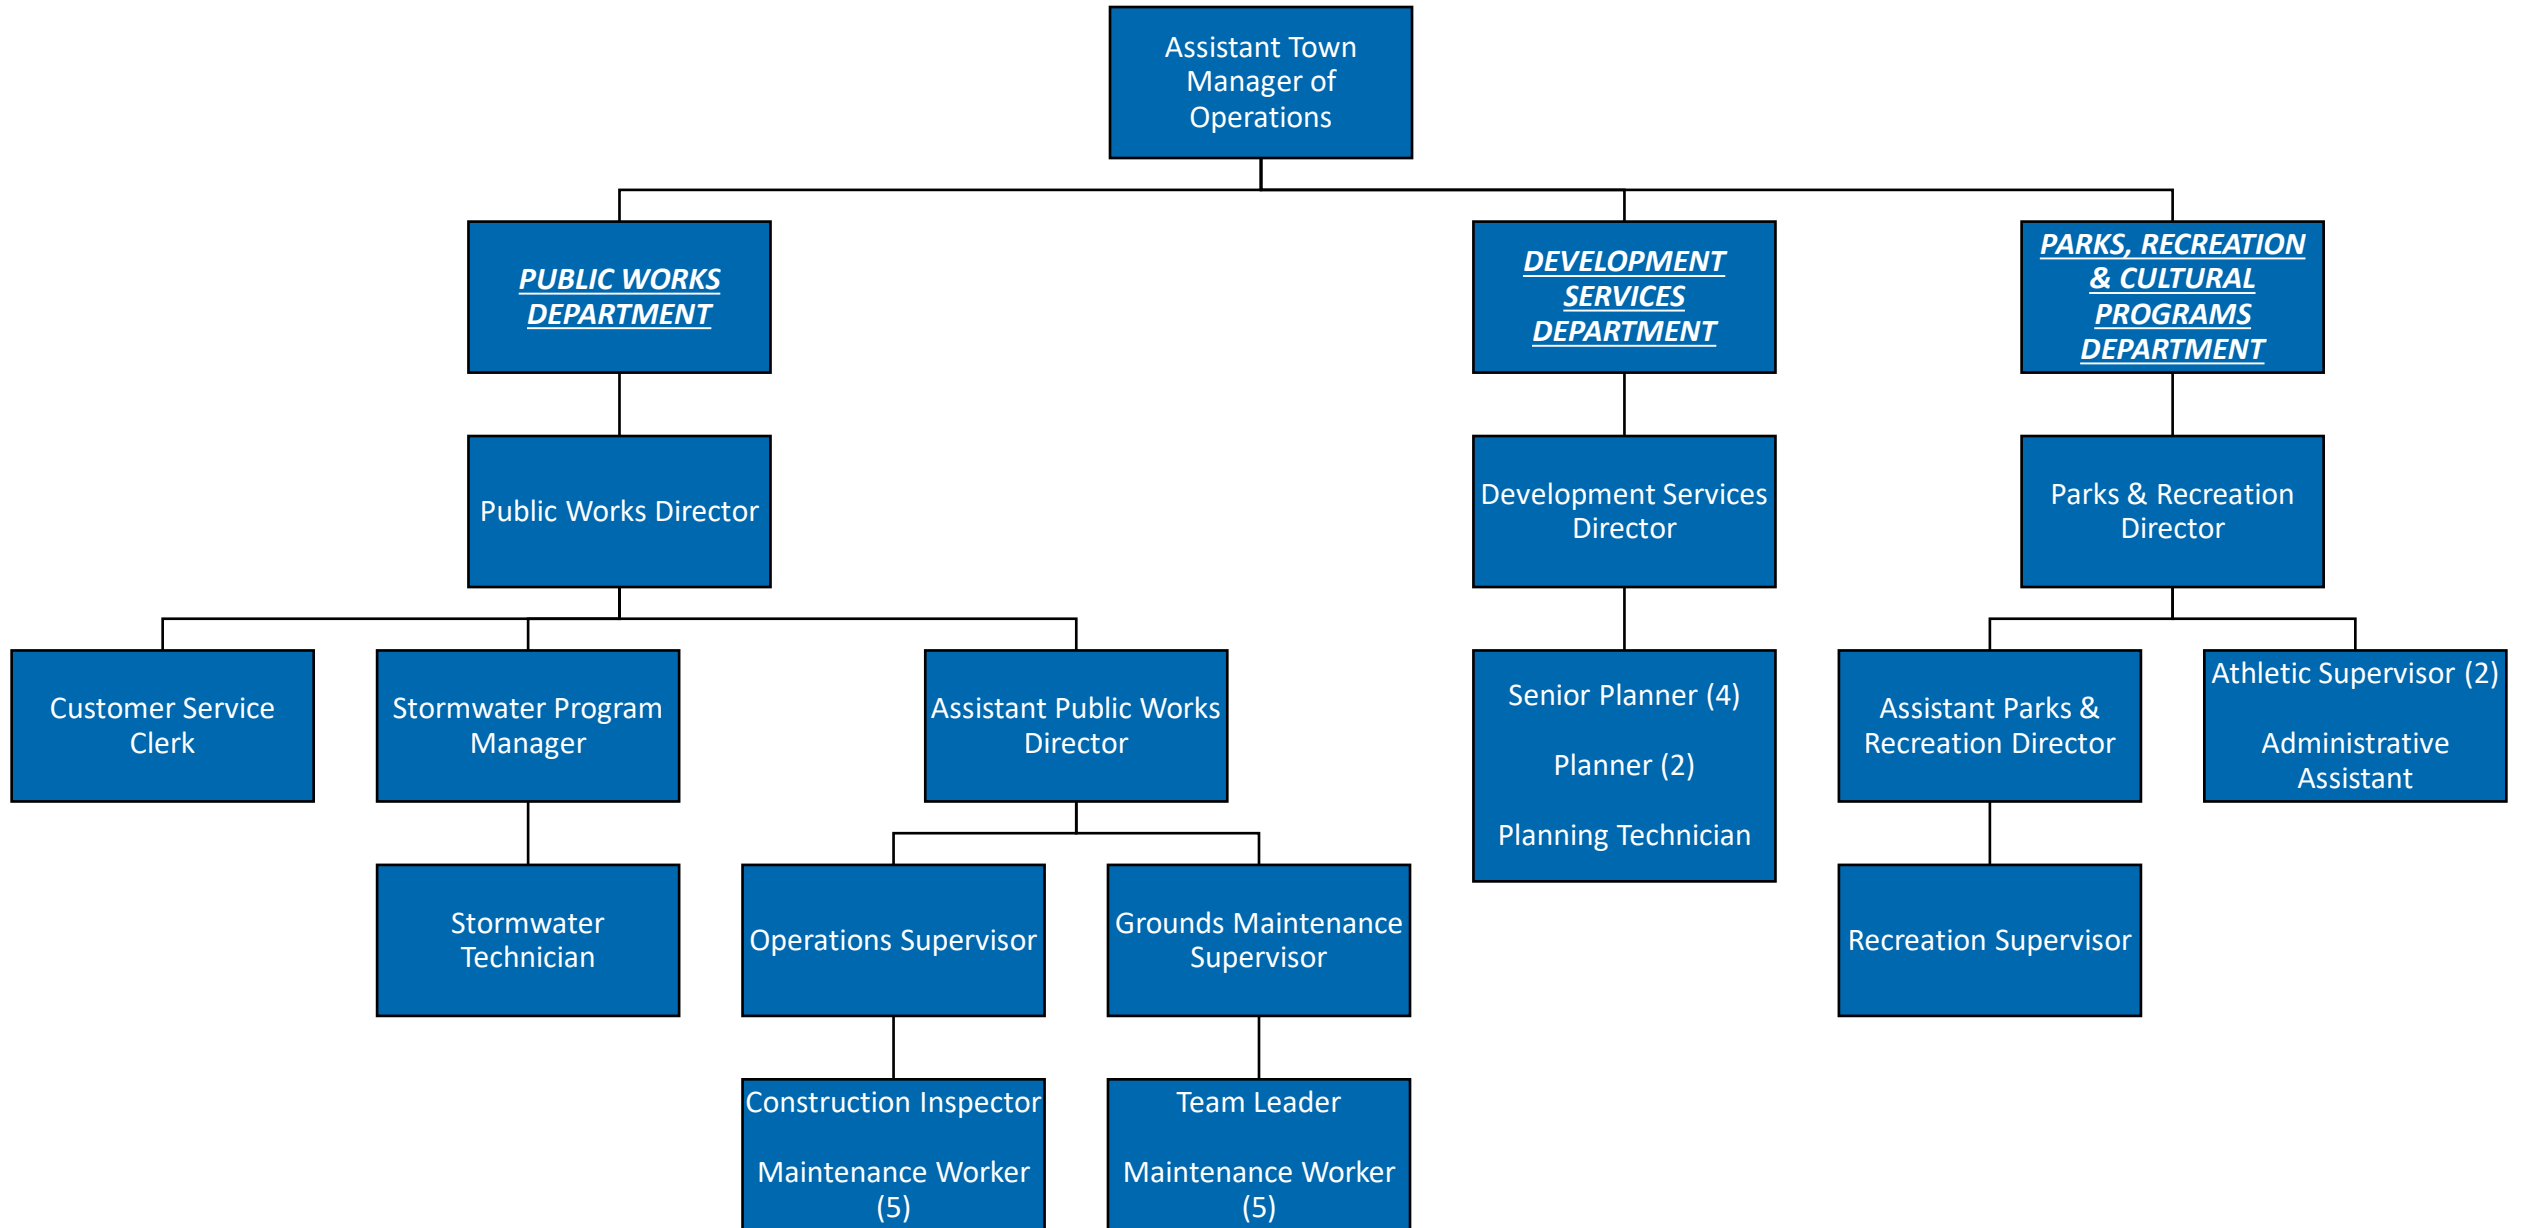 Assistant Town
Manager of
Operations
PUBLIC WORKS
DEPARTMENT
DEVELOPMENT
SERVICES
DEPARTMENT
PARKS, RECREATION
& CULTURAL
PROGRAMS
DEPARTMENT
Public Works Director
Development Services
Director
Parks & Recreation
Director
Customer Service
Clerk
Stormwater Program
Manager
Assistant Public Works
Director
Senior Planner (4)
Planner (2)
Planning Technician
Assistant Parks &
Recreation Director
Athletic Supervisor (2)
Administrative
Assistant
Stormwater
Technician
Operations Supervisor
Grounds Maintenance
Supervisor
Recreation Supervisor
Construction Inspector
Maintenance Worker
(5)
Team Leader
Maintenance Worker
(5)